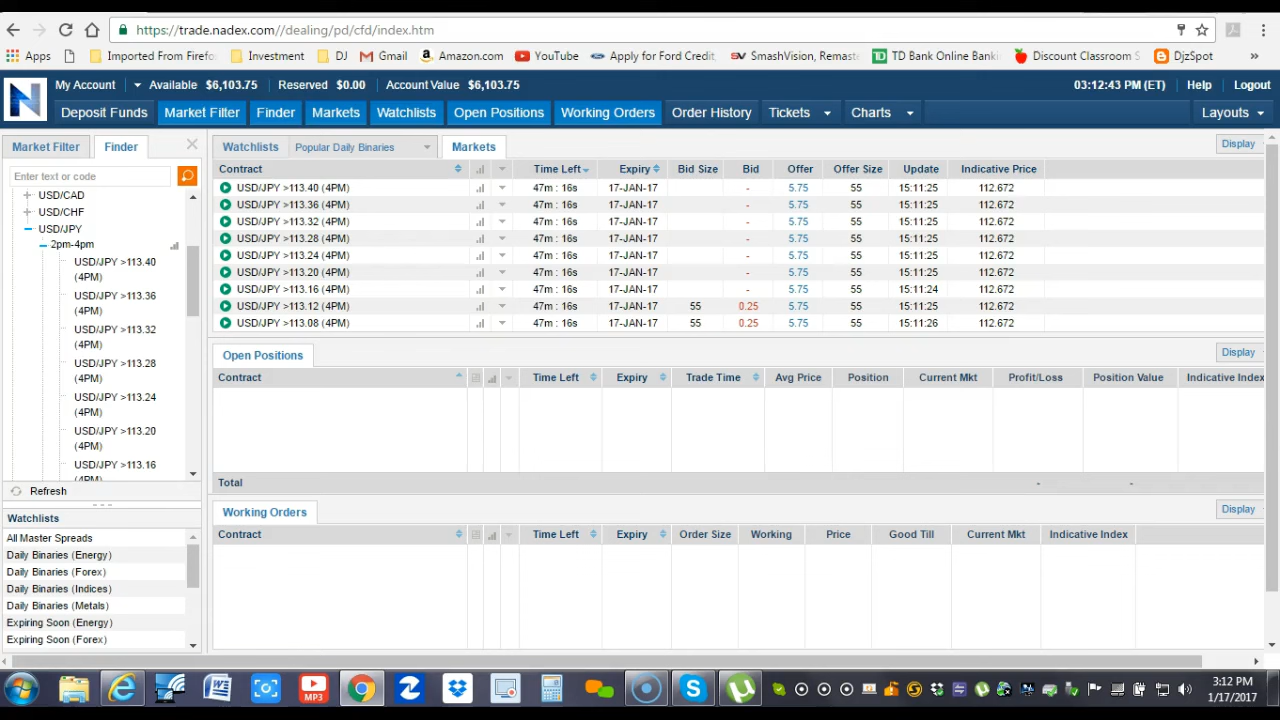 https://trade.nadex.com//dealing/pd/cfd/index.htm
Apps Imported From Firefo Investment DJ Gmail Amazon.com YouTube Apply for Ford Credit, SmashVision, Remaste TD Bank Online Banki Discount Classroom S DjzSpot »
N My Account Available $6,103.75 Reserved $0.00 Account Value $6,103.75 03:12:43 PM (ET) Help Logout
Deposit Funds Market Filter Finder Markets Watchlists Open Positions Working Orders Order History Tickets Charts Layouts
Market Filter Finder
Enter text or code
USD/CAD
USD/CHF
USD/JPY
2pm-4pm
USD/JPY >113.40
(4PM)
USD/JPY >113.36
(4PM)
USD/JPY >113.32
(4PM)
USD/JPY >113.28
(4PM)
USD/JPY >113.24
(4PM)
USD/JPY >113.20
(4PM)
USD/JPY >113.16
(4PM)
Refresh
Watchlists
All Master Spreads
Daily Binaries (Energy)
Daily Binaries (Forex)
Daily Binaries (Indices)
Daily Binaries (Metals)
Expiring Soon (Energy)
Expiring Soon (Forex)
Watchlists Popular Daily Binaries Markets Display
Contract Time Left Expiry Bid Size Bid Offer Offer Size Update Indicative Price
USD/JPY >113.40 (4PM) 47m : 16s 17-JAN-17 - 5.75 55 15:11:25 112.672
USD/JPY >113.36 (4PM) 47m : 16s 17-JAN-17 - 5.75 55 15:11:25 112.672
USD/JPY >113.32 (4PM) 47m : 16s 17-JAN-17 - 5.75 55 15:11:25 112.672
USD/JPY >113.28 (4PM) 47m : 16s 17-JAN-17 - 5.75 55 15:11:25 112.672
USD/JPY >113.24 (4PM) 47m : 16s 17-JAN-17 - 5.75 55 15:11:25 112.672
USD/JPY >113.20 (4PM) 47m : 16s 17-JAN-17 - 5.75 55 15:11:25 112.672
USD/JPY >113.16 (4PM) 47m : 16s 17-JAN-17 - 5.75 55 15:11:24 112.672
USD/JPY >113.12 (4PM) 47m : 16s 17-JAN-17 55 0.25 5.75 55 15:11:25 112.672
USD/JPY >113.08 (4PM) 47m : 16s 17-JAN-17 55 0.25 5.75 55 15:11:26 112.672
Open Positions Display
Contract Time Left Expiry Trade Time Avg Price Position Current Mkt Profit/Loss Position Value Indicative Index
Total - -
Working Orders Display
Contract Time Left Expiry Order Size Working Price Good Till Current Mkt Indicative Index
MP3
3:12 PM
1/17/2017